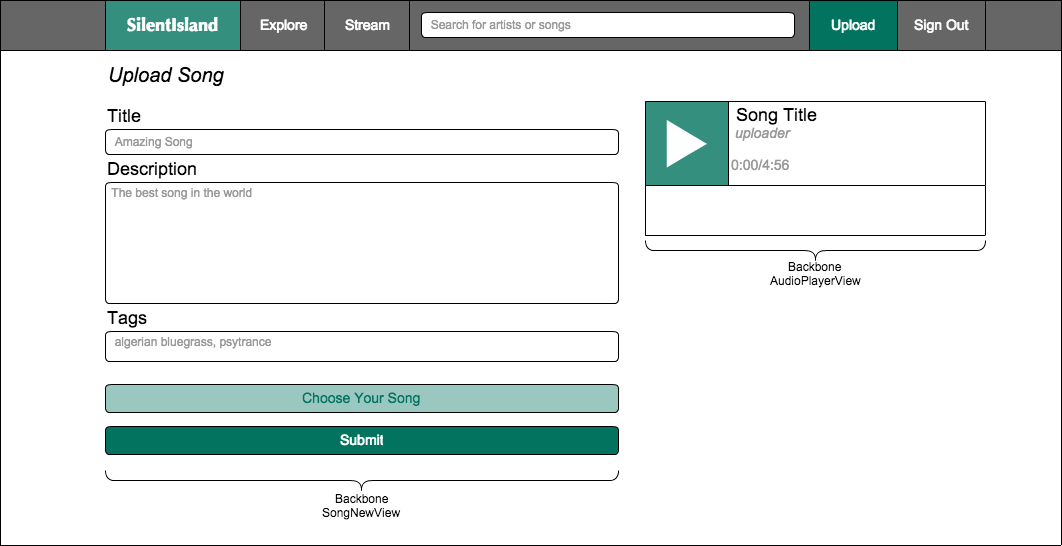 SilentIsland
Explore
Stream
Search for artists or songs
Upload
Sign Out
Upload Song
Title
Amazing Song
Description
The best song in the world
Tags
algerian bluegrass, psytrance
Choose Your Song
Submit
Backbone
SongNewView
Song Title
uploader
0:00/4:56
Backbone
AudioPlayerView